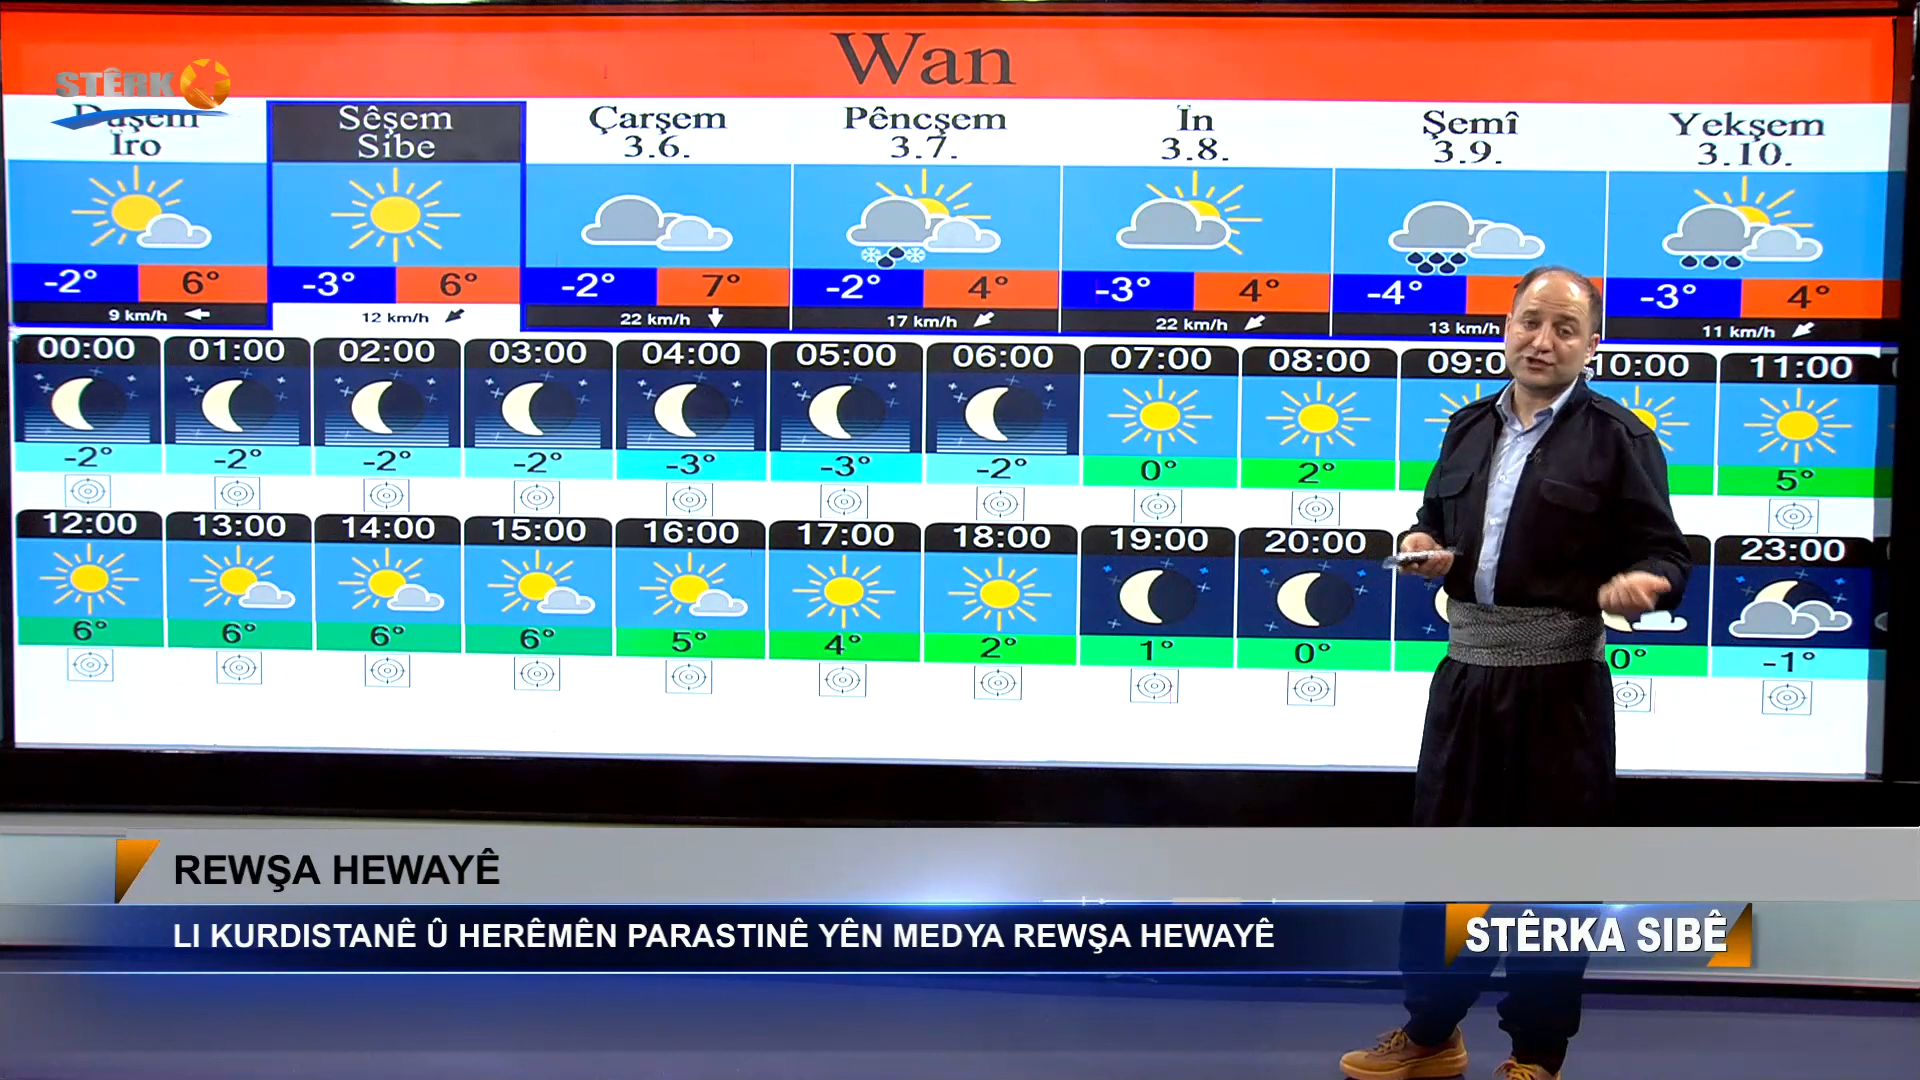 Wan
STÊRK
Duşem
Îro
Sêşem
Sibe
Çarşem
3.6.
Pêncşem
3.7.
În
3.8.
Şemî
3.9.
Yekşem
3.10.
-2° 6° -3° 6° -2° 7° -2° 4° -3° 4° -4° -3° 4°
9 km/h 12 km/h 22 km/h 17 km/h 22 km/h 13 km/h 11 km/h
00:00 01:00 02:00 03:00 04:00 05:00 06:00 07:00 08:00 09:0 10:00 11:00
-2° -2° -2° -2° -3° -3° -2° 0° 2° 5°
12:00 13:00 14:00 15:00 16:00 17:00 18:00 19:00 20:00 23:00
6° 6° 6° 6° 5° 4° 2° 1° 0° 0° -1°
REWŞA HEWAYÊ
LI KURDISTANÊ Û HERÊMÊN PARASTINÊ YÊN MEDYA REWŞA HEWAYÊ
STÊRKA SIBÊ